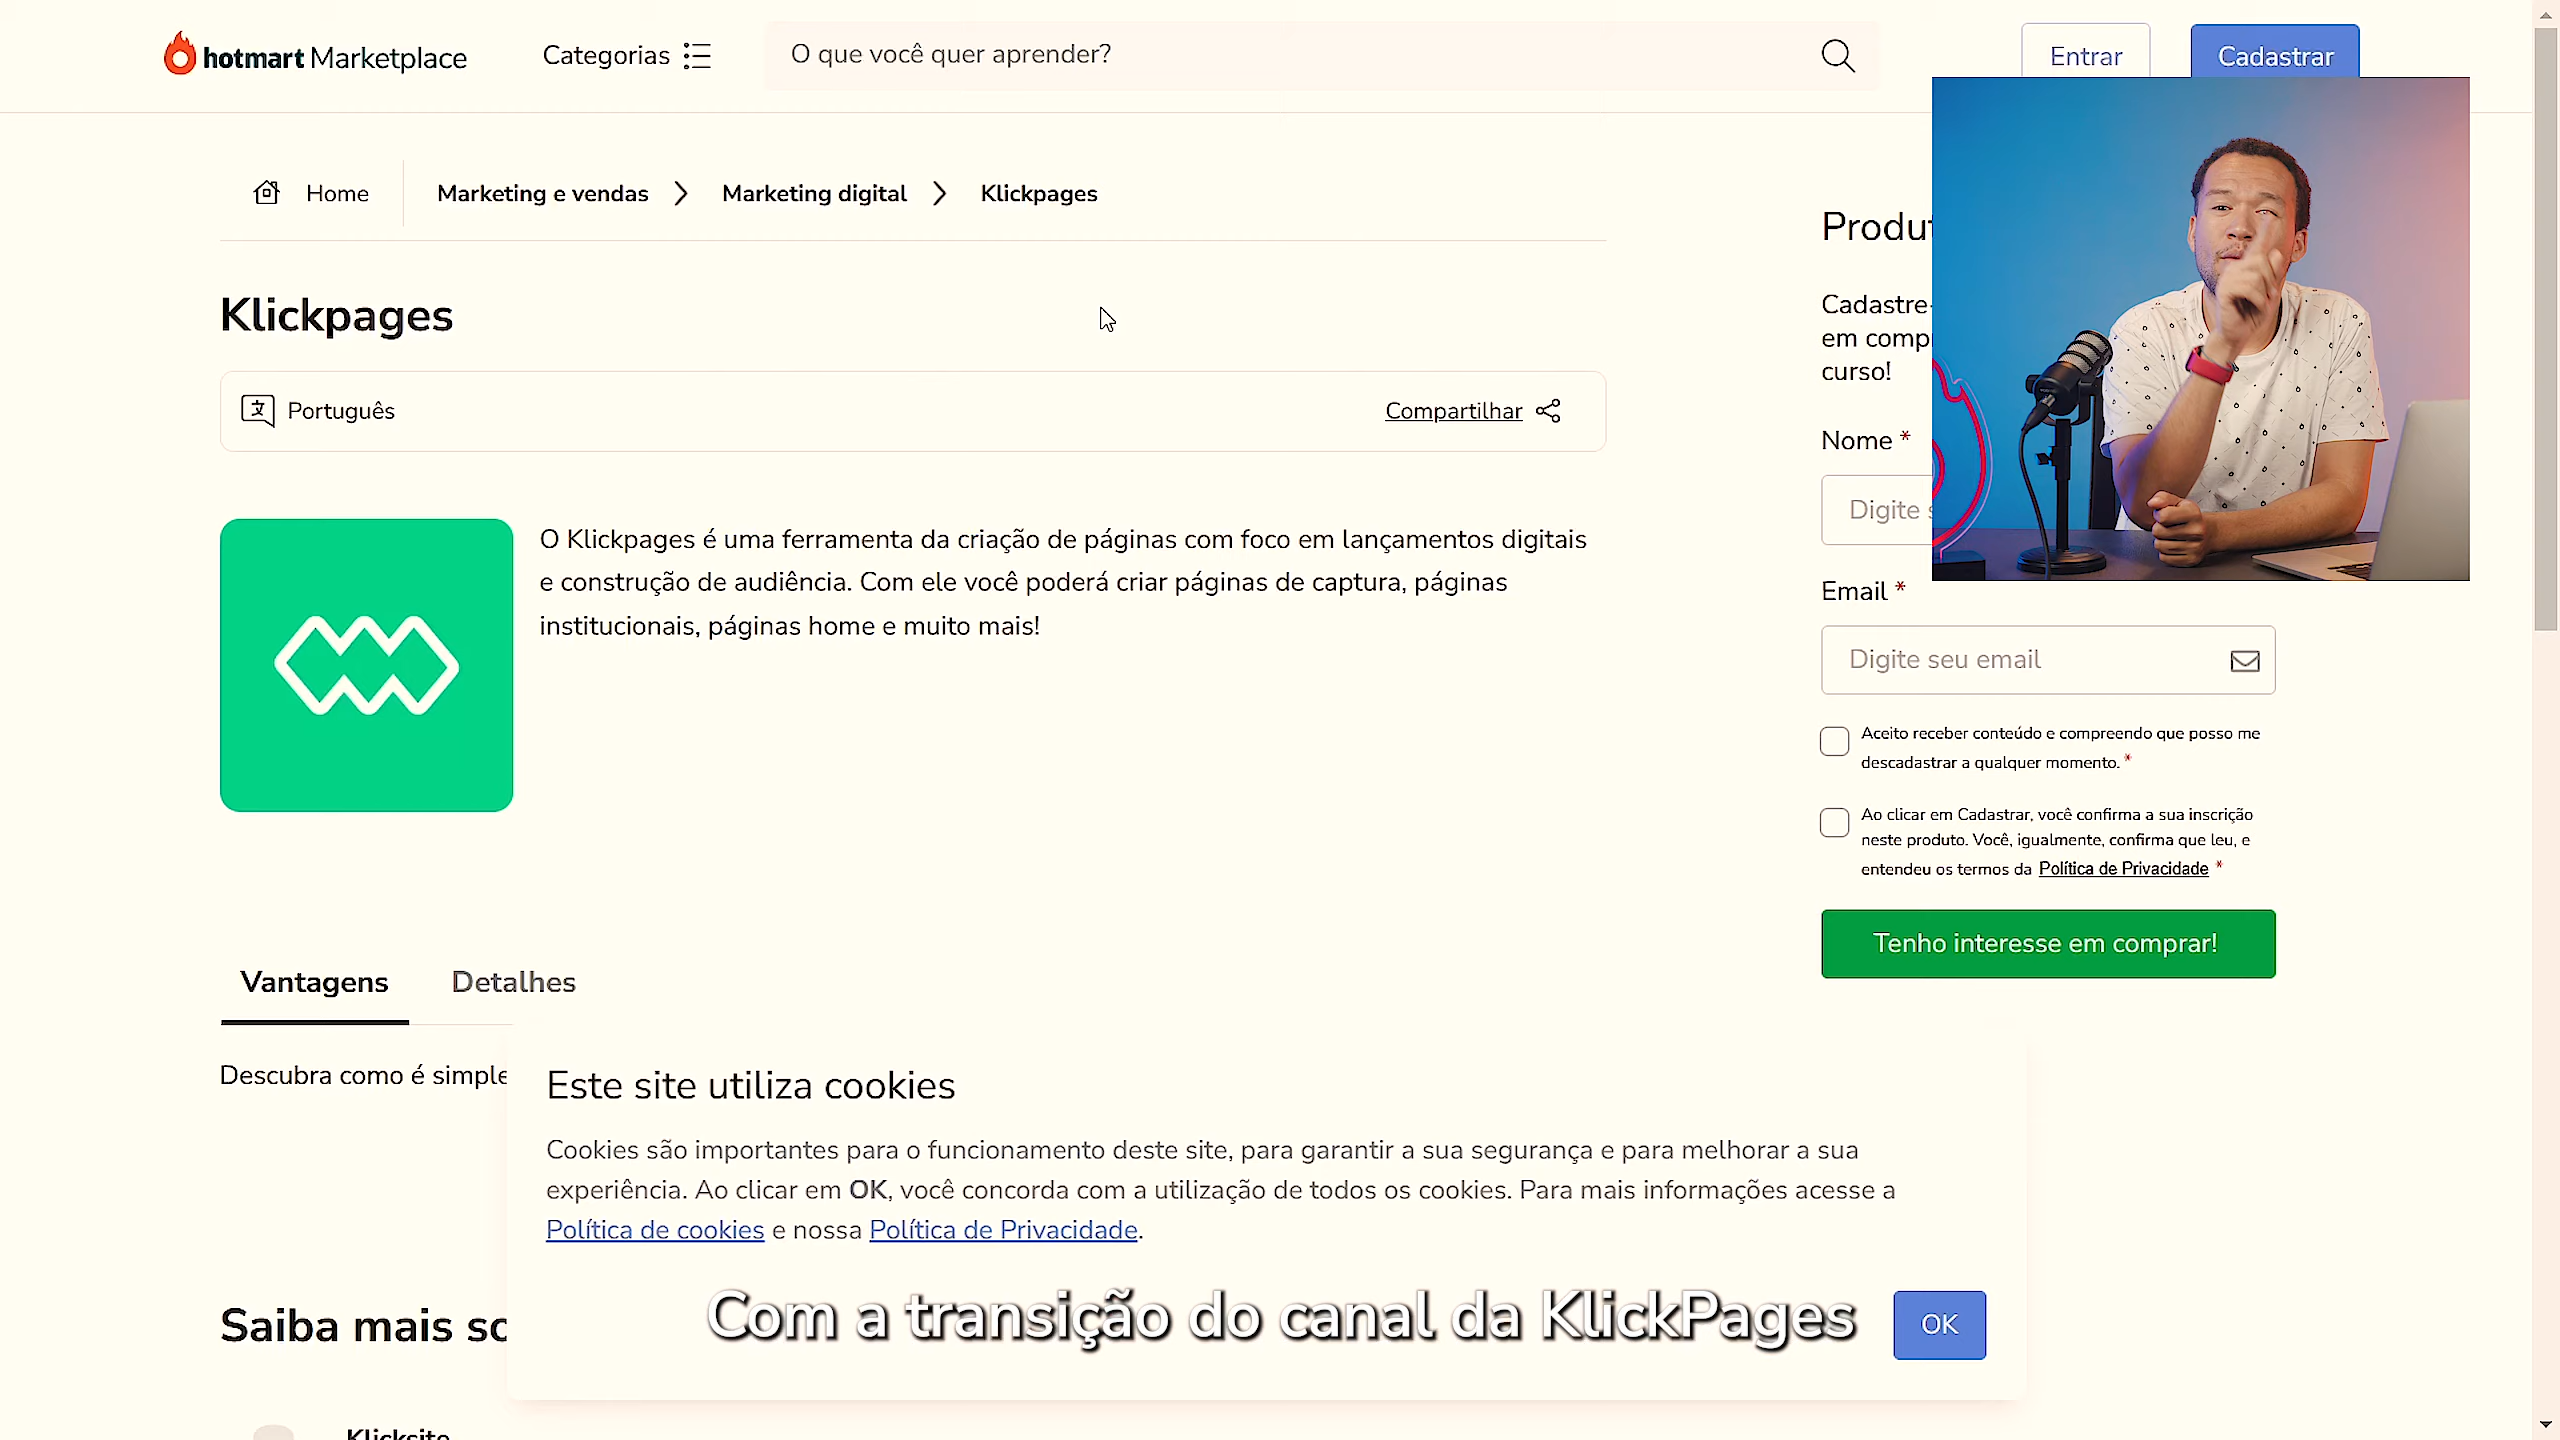 hotmart Marketplace
Categorias
O que você quer aprender?
Entrar
Cadastrar
Home
Marketing e vendas
Marketing digital
Klickpages
Klickpages
Português
Compartilhar
O Klickpages é uma ferramenta da criação de páginas com foco em lançamentos digitais
e construção de audiência. Com ele você poderá criar páginas de captura, páginas
institucionais, páginas home e muito mais!
Cadastre-
em comp
curso!
Nome *
Digite
Email *
Digite seu email
Aceito receber conteúdo e compreendo que posso me
descadastrar a qualquer momento. *
Ao clicar em Cadastrar, você confirma a sua inscrição
neste produto. Você, igualmente, confirma que leu, e
entendeu os termos da Política de Privacidade *
Tenho interesse em comprar!
Vantagens
Detalhes
Descubra como é simple
Este site utiliza cookies
Cookies são importantes para o funcionamento deste site, para garantir a sua segurança e para melhorar a sua
experiência. Ao clicar em OK, você concorda com a utilização de todos os cookies. Para mais informações acesse a
Política de cookies e nossa Política de Privacidade.
Saiba mais
Com a transição do canal da KlickPages
OK
Klicksite